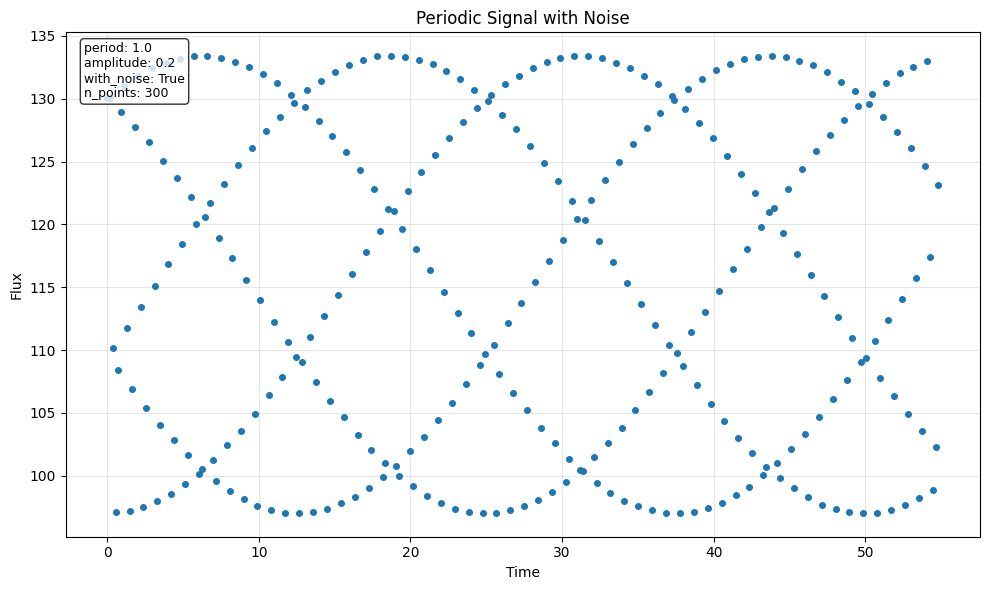 Periodic Signal with Noise
period: 1.0
amplitude: 0.2
with_noise: True
n_points: 300
135
130
125
120
115
110
105
100
Flux
0 10 20 30 40 50
Time